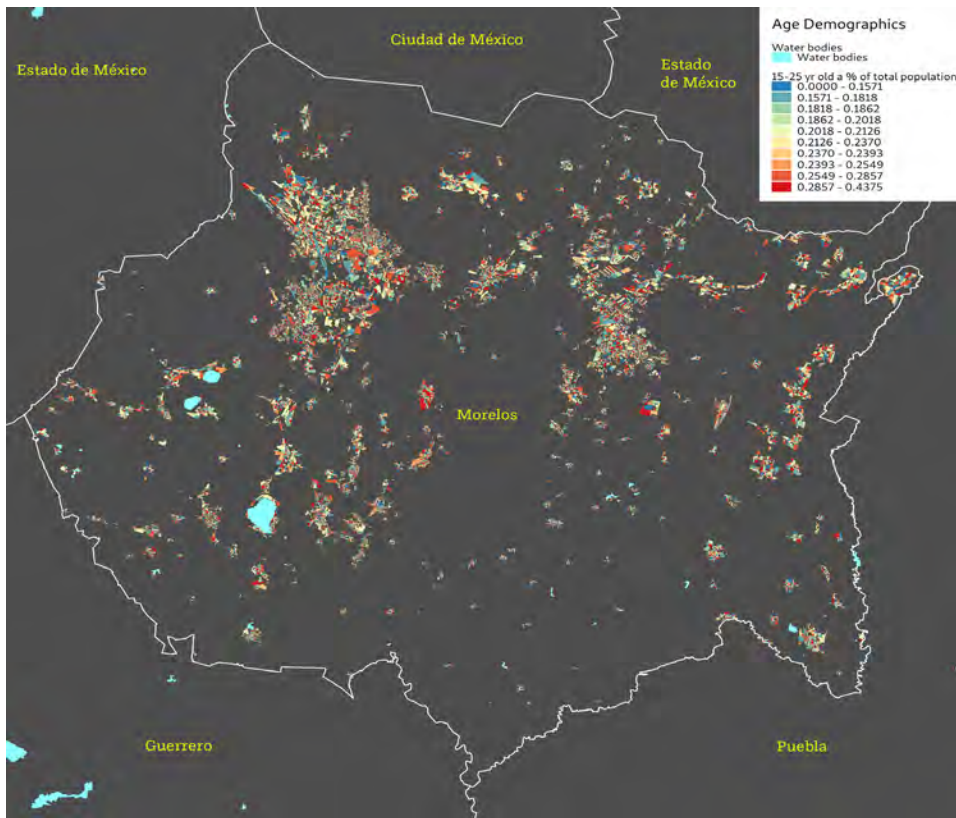 Ciudad de México
Estado de México
Estado
de México
Age Demographics
Water bodies
Water bodies
15-25 yr old a % of total population
0.0000 - 0.1571
0.1571 - 0.1818
0.1818 - 0.1862
0.1862 - 0.2018
0.2018 - 0.2126
0.2126 - 0.2370
0.2370 - 0.2393
0.2393 - 0.2549
0.2549 - 0.2857
0.2857 - 0.4375
Morelos
Guerrero
Puebla